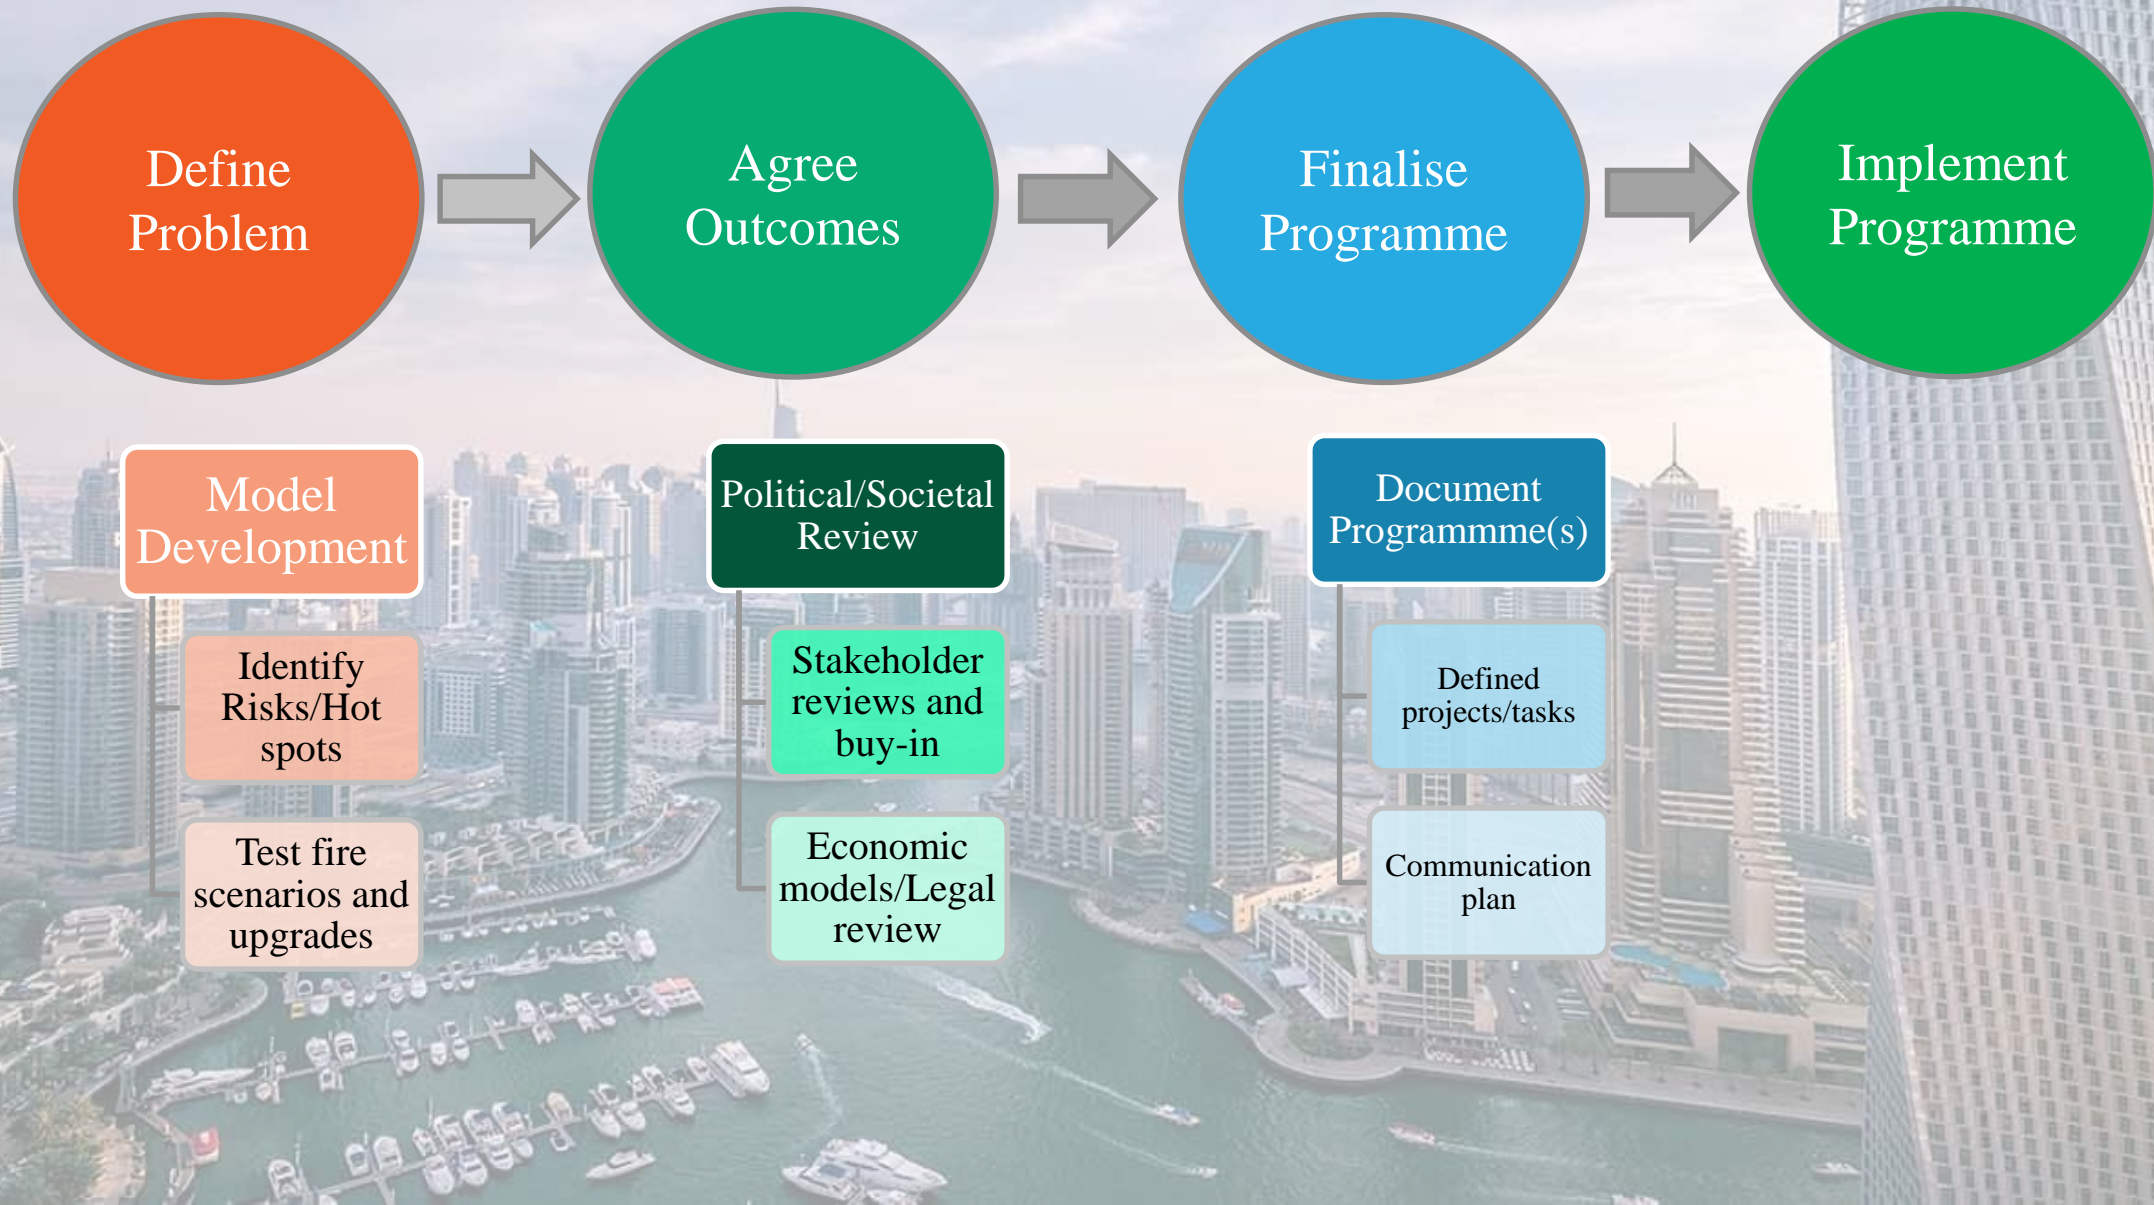 Define
Problem
Agree
Outcomes
Finalise
Programme
Implement
Programme
Model
Development
Identify
Risks/Hot
spots
Test fire
scenarios and
upgrades
Political/Societal
Review
Stakeholder
reviews and
buy-in
Economic
models/Legal
review
Document
Programmme(s)
Defined
projects/tasks
Communication
plan